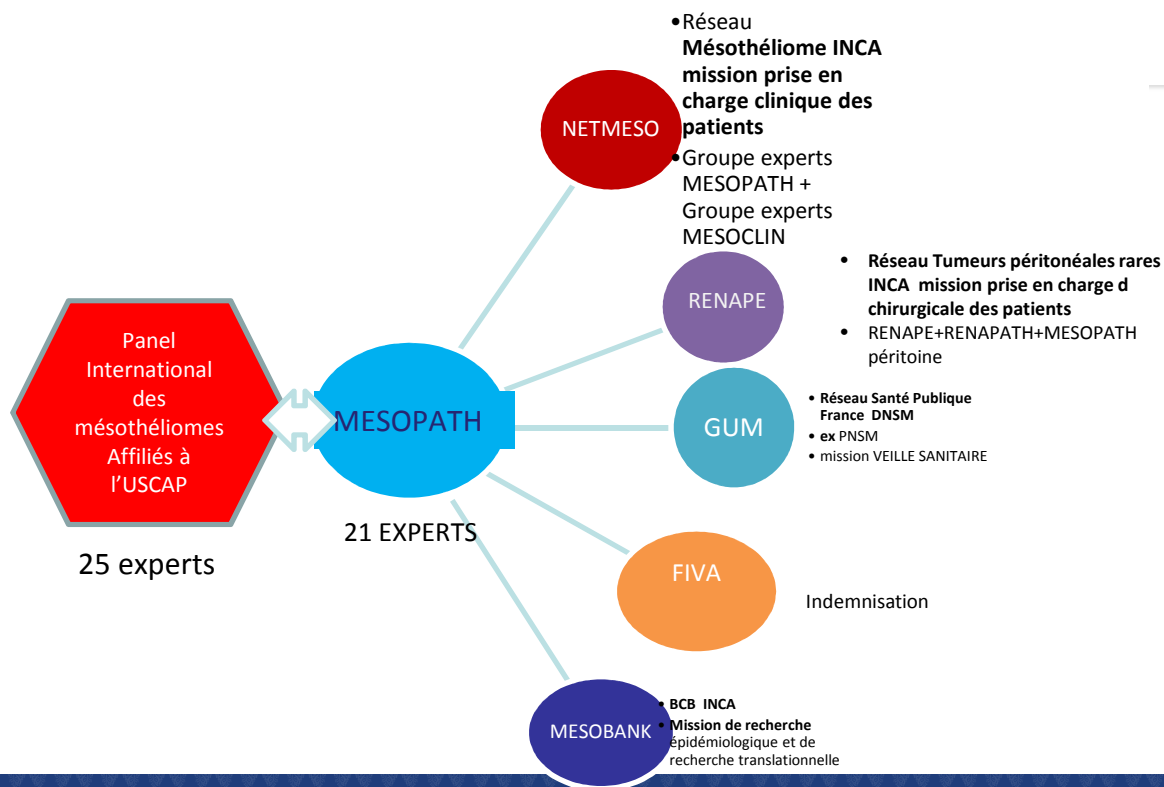 •Réseau
Mésothéliome INCA
mission prise en
charge clinique des
patients
•Groupe experts
MESOPATH +
Groupe experts
MESOCLIN
NETMESO
• Réseau Tumeurs péritonéales rares
INCA mission prise en charge d
chirurgicale des patients
• RENAPE+RENAPATH+MESOPATH
péritoine
RENAPE
Panel
International
des
mésothéliomes
Affiliés à
l’USCAP
25 experts
MESOPATH
21 EXPERTS
GUM
• Réseau Santé Publique
France DNSM
• ex PNSM
• mission VEILLE SANITAIRE
FIVA
Indemnisation
MESOBANK
• BCB INCA
• Mission de recherche
épidémiologique et de
recherche translationnelle